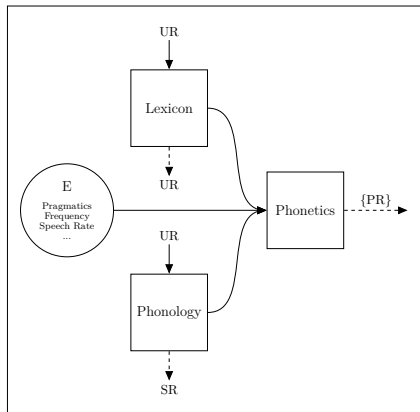 UR
Lexicon
UR
E
Pragmatics
Frequency
Speech Rate
...
Phonetics
{PR}
UR
Phonology
SR